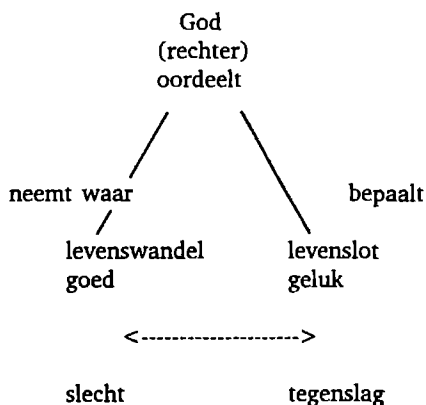 God
(rechter)
oordeelt
neemt waar bepaalt
levenswandel levenslot
goed geluk
<----------------->
slecht tegenslag